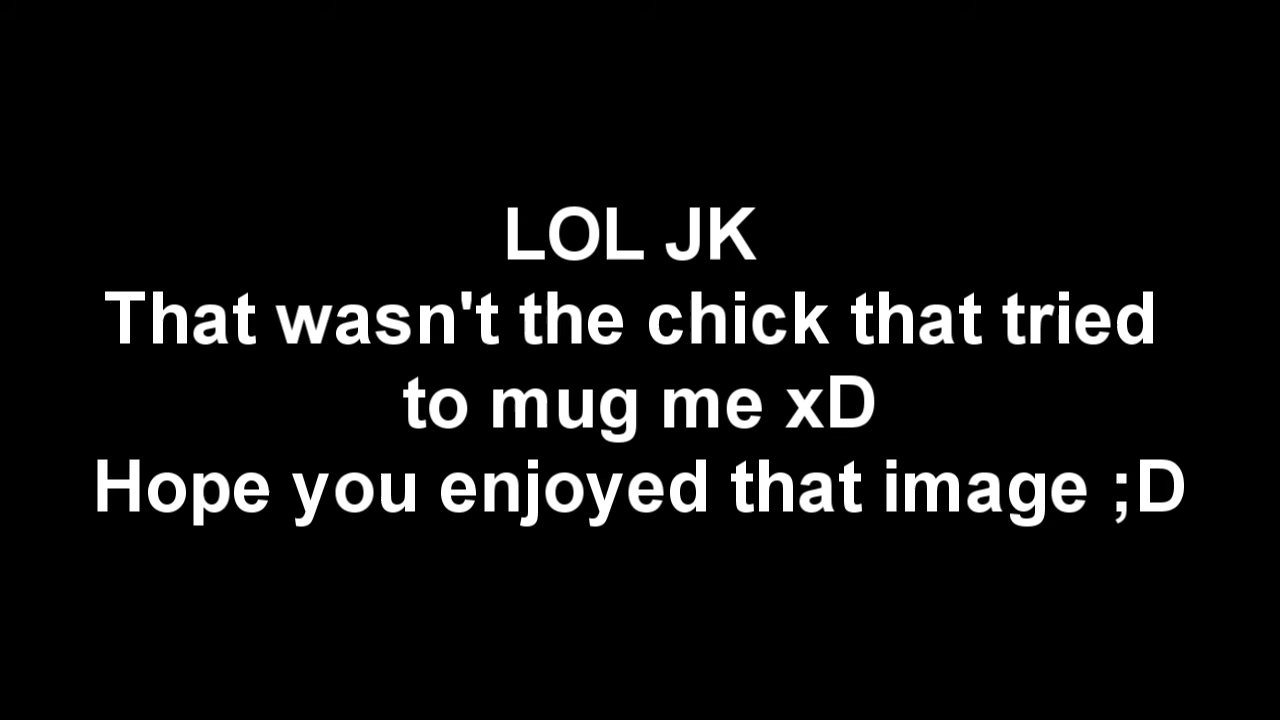 LOL JK
That wasn't the chick that tried
to mug me xD
Hope you enjoyed that image ;D